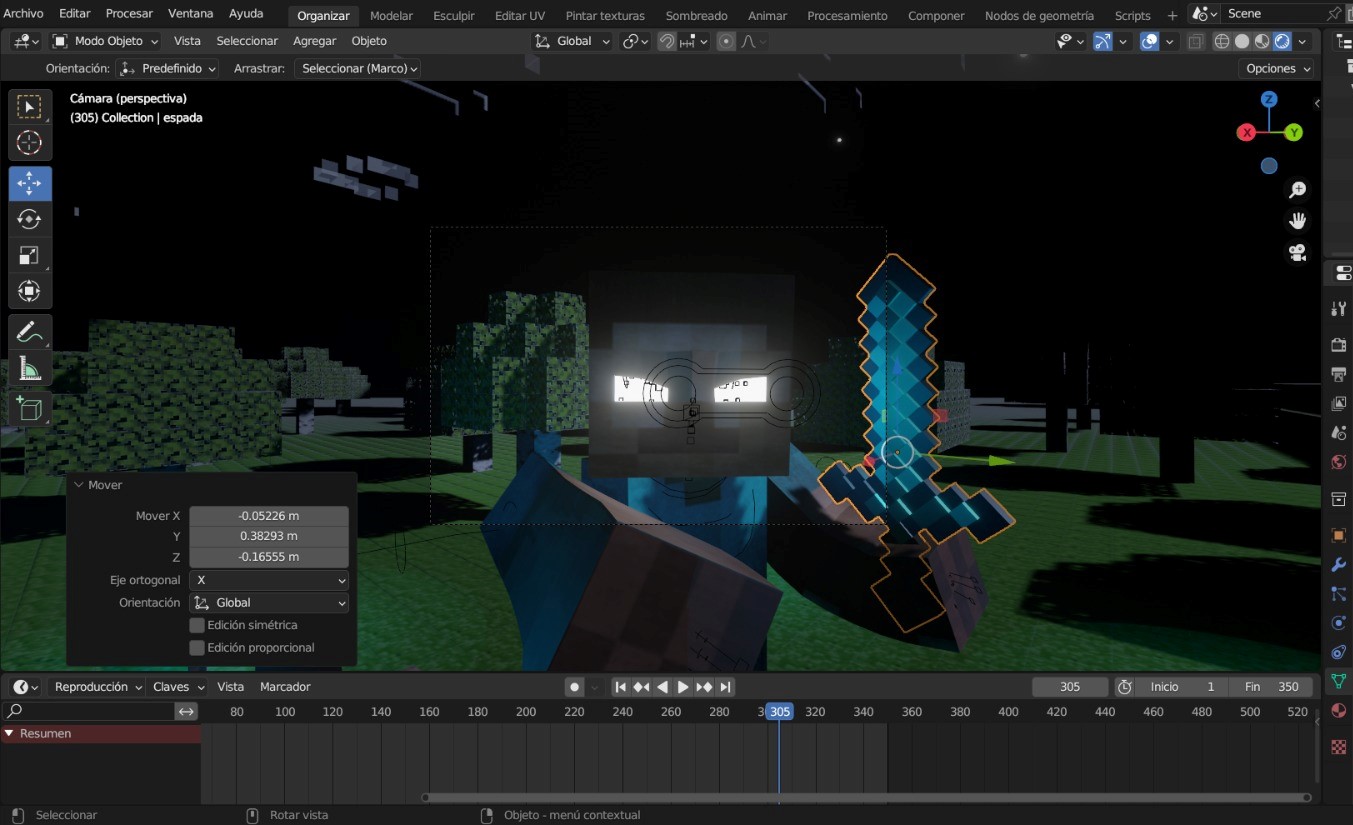 Archivo Editar Procesar Ventana Ayuda Organizar Modelar Esculpir Editar UV Pintar texturas Sombreado Animar Procesamiento Componer Nodos de geometría Scripts + Scene
Modo Objeto Vista Seleccionar Agregar Objeto Global
Orientación: Predefinido Arrastrar: Seleccionar (Marco) Opciones
Cámara (perspectiva)
(305) Collection | espada
Z
X Y
Mover
Mover X -0.05226 m
Y 0.38293 m
Z -0.16555 m
Eje ortogonal X
Orientación Global
Edición simétrica
Edición proporcional
Reproducción Claves Vista Marcador 305 Inicio 1 Fin 350
80 100 120 140 160 180 200 220 240 260 280 305 320 340 360 380 400 420 440 460 480 500 520
Resumen
Seleccionar Rotar vista Objeto - menú contextual